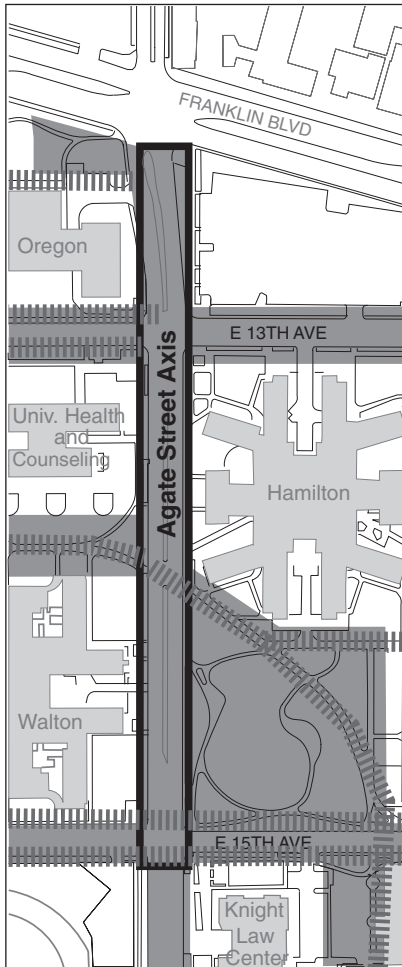 FRANKLIN BLVD
Oregon
E 13TH AVE
Agate Street Axis
Univ. Health
and
Counseling
Hamilton
Walton
E 15TH AVE
Knight
Law
Center